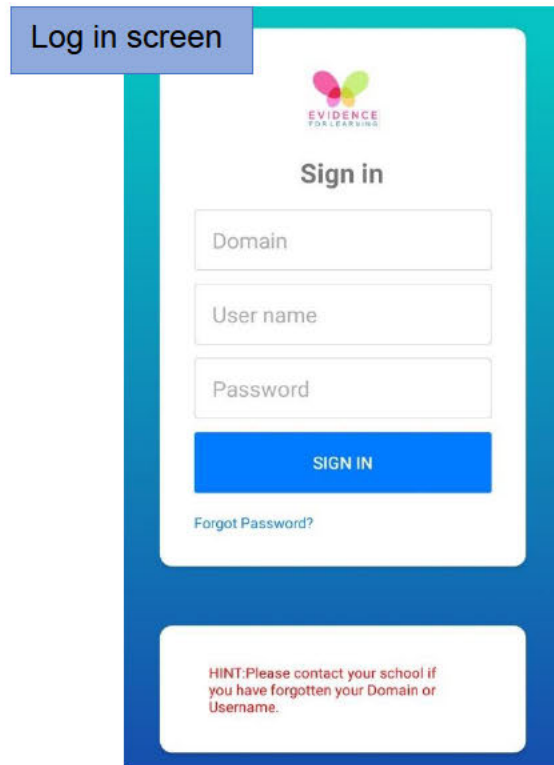 Log in screen
EVIDENCE
FOR LEARNING
Sign in
Domain
User name
Password
SIGN IN
Forgot Password?
HINT:Please contact your school if
you have forgotten your Domain or
Username.